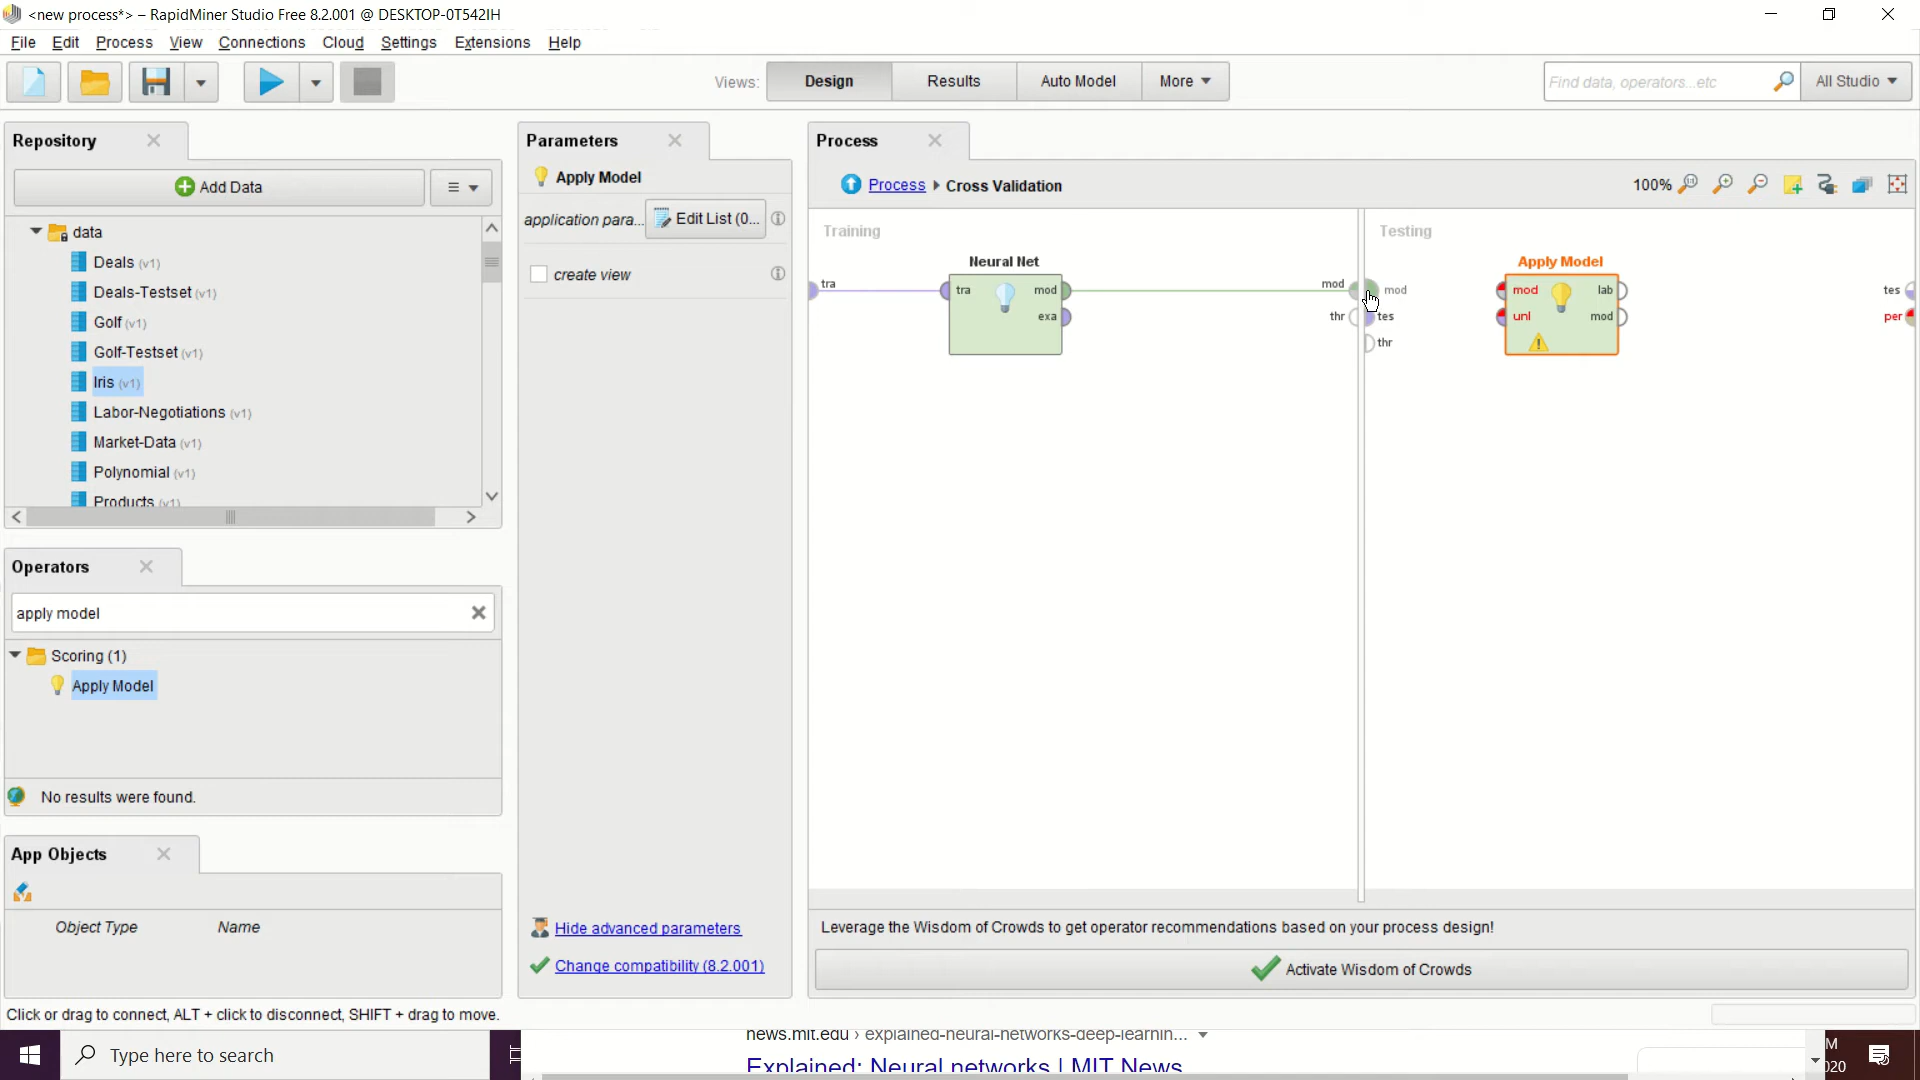 <new process*> – RapidMiner Studio Free 8.2.001 @ DESKTOP-0T542IH
File Edit Process View Connections Cloud Settings Extensions Help
Views: Design Results Auto Model More
Find data, operators...etc
All Studio
Repository
Add Data
data
Deals (v1)
Deals-Testset (v1)
Golf (v1)
Golf-Testset (v1)
Iris (v1)
Labor-Negotiations (v1)
Market-Data (v1)
Polynomial (v1)
Products (v1)
Operators
apply model
Scoring (1)
Apply Model
No results were found.
App Objects
Object Type Name
Parameters
Apply Model
application para... Edit List (0...
create view
Hide advanced parameters
Change compatibility (8.2.001)
Process
Process Cross Validation
100%
Training
Neural Net
tra
tra mod
exa
mod
thr
Testing
mod
tes
thr
Apply Model
mod lab
unl mod
tes
per
Leverage the Wisdom of Crowds to get operator recommendations based on your process design!
Activate Wisdom of Crowds
Click or drag to connect, ALT + click to disconnect, SHIFT + drag to move.
Type here to search
news.mit.edu › explained-neural-networks-deep-learnin...
Explained: Neural networks | MIT News
M
020